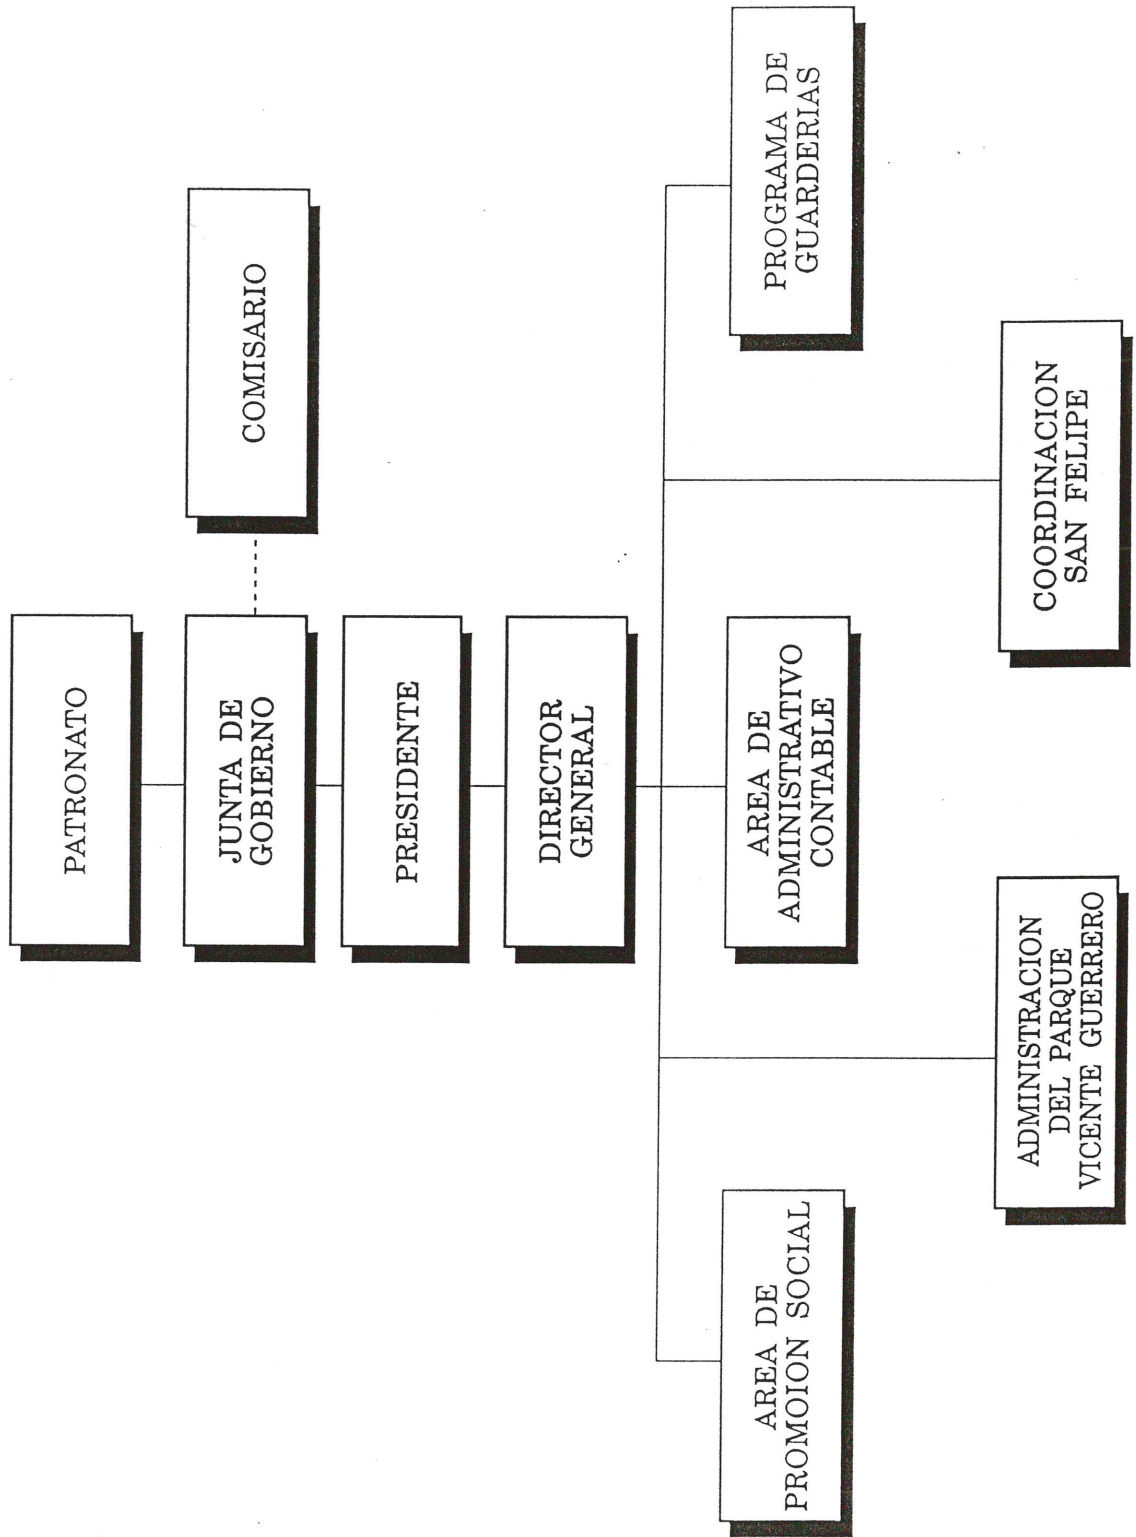 PATRONATO
JUNTA DE
GOBIERNO
COMISARIO
PRESIDENTE
DIRECTOR
GENERAL
AREA DE
PROMOION SOCIAL
ADMINISTRACION
DEL PARQUE
VICENTE GUERRERO
AREA DE
ADMINISTRATIVO
CONTABLE
COORDINACION
SAN FELIPE
PROGRAMA DE
GUARDERIAS